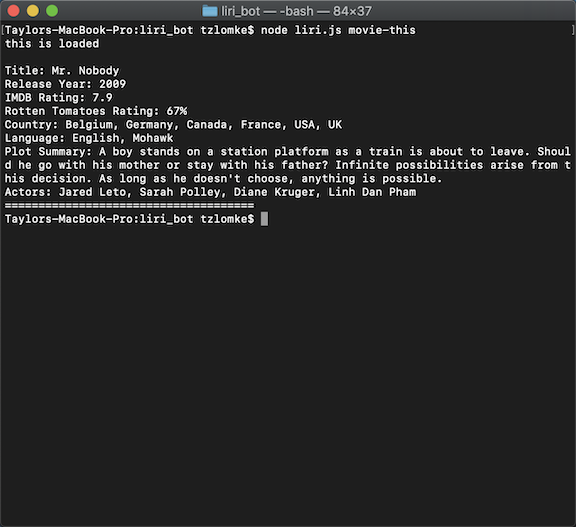 liri_bot — -bash — 84×37
[Taylors-MacBook-Pro:liri_bot tzlomke$ node liri.js movie-this ]
this is loaded
Title: Mr. Nobody
Release Year: 2009
IMDB Rating: 7.9
Rotten Tomatoes Rating: 67%
Country: Belgium, Germany, Canada, France, USA, UK
Language: English, Mohawk
Plot Summary: A boy stands on a station platform as a train is about to leave. Shoul
d he go with his mother or stay with his father? Infinite possibilities arise from t
his decision. As long as he doesn't choose, anything is possible.
Actors: Jared Leto, Sarah Polley, Diane Kruger, Linh Dan Pham
=====================================
Taylors-MacBook-Pro:liri_bot tzlomke$